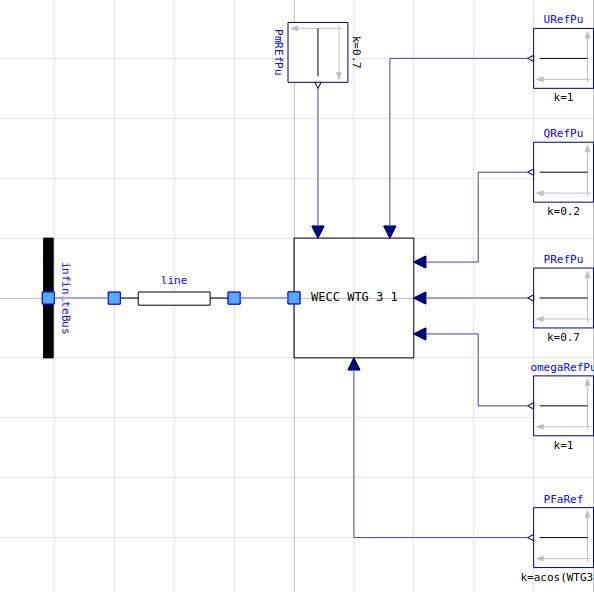 URefPu
k=1
PmREfPu
k=0.7
QRefPu
k=0.2
infiniteBus
line
WECC WTG 3 1
PRefPu
k=0.7
omegaRefPu
k=1
PFaRef
k=acos(WTG3